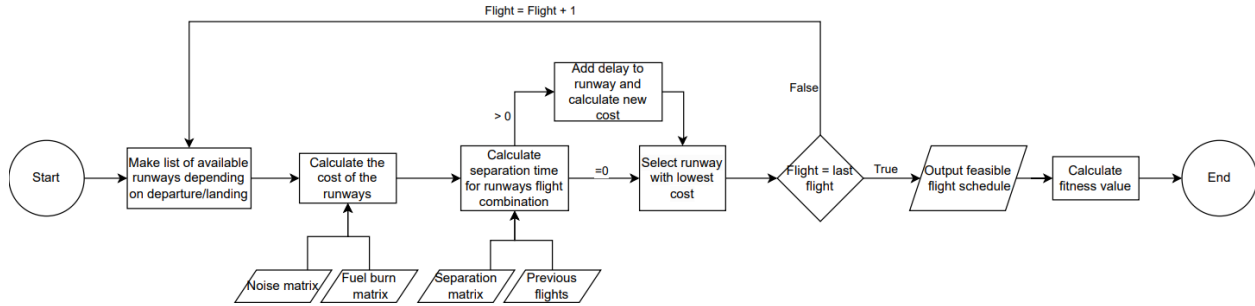 Flight = Flight + 1
Start
Make list of available
runways depending
on departure/landing
Calculate the
cost of the
runways
Noise matrix
Fuel burn
matrix
Calculate
separation time
for runways flight
combination
Separation
matrix
Previous
flights
> 0
Add delay to
runway and
calculate new
cost
=0
Select runway
with lowest
cost
Flight = last
flight
False
True
Output feasible
flight schedule
Calculate
fitness value
End